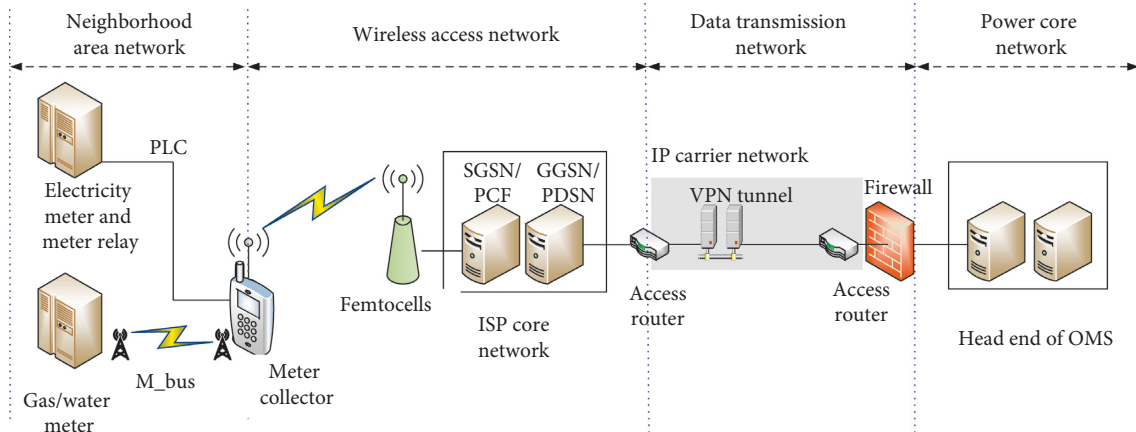 Neighborhood
area network
Wireless access network
Data transmission
network
Power core
network
PLC
Electricity
meter and
meter relay
Gas/water
meter
M_bus
Meter
collector
Femtocells
SGSN/
PCF
GGSN/
PDSN
ISP core
network
IP carrier network
VPN tunnel
Access
router
Access
router
Firewall
Head end of OMS